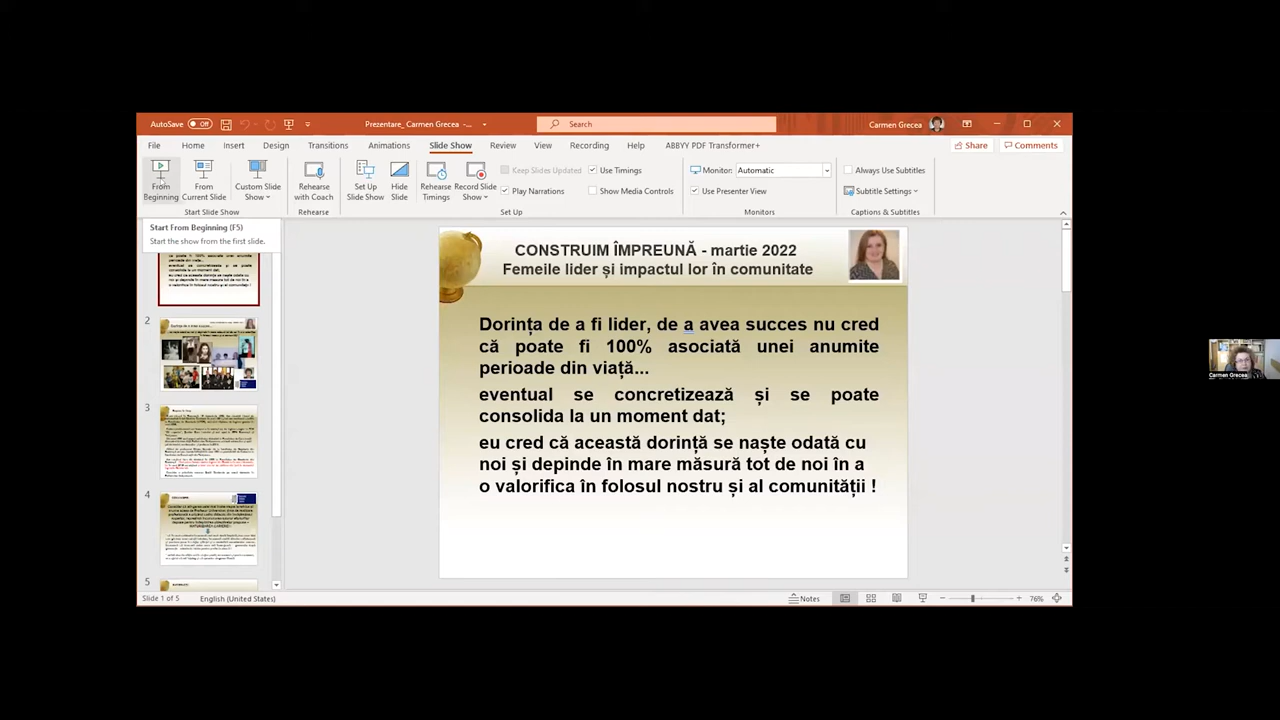 AutoSave Off
Prezentare_ Carmen Grecea -...
Search
Carmen Grecea
File Home Insert Design Transitions Animations Slide Show Review View Recording Help ABBYY PDF Transformer+
Share Comments
From Beginning
From Current Slide
Custom Slide Show
Rehearse with Coach
Set Up Slide Show
Hide Slide
Rehearse Timings
Record Slide Show
Keep Slides Updated
Play Narrations
Use Timings
Show Media Controls
Monitor: Automatic
Use Presenter View
Always Use Subtitles
Subtitle Settings
Start Slide Show
Rehearse
Set Up
Monitors
Captions & Subtitles
Start From Beginning (F5)
Start the show from the first slide.
2
3
4
5
CONSTRUIM ÎMPREUNĂ - martie 2022
Femeile lider și impactul lor în comunitate
Dorința de a fi lider, de a avea succes nu cred
că poate fi 100% asociată unei anumite
perioade din viață...
eventual se concretizează și se poate
consolida la un moment dat;
eu cred că această dorință se naște odată cu
noi și depinde in mare măsură tot de noi în a
o valorifica în folosul nostru și al comunității !
Carmen Grecea
Slide 1 of 5
English (United States)
Notes
76%